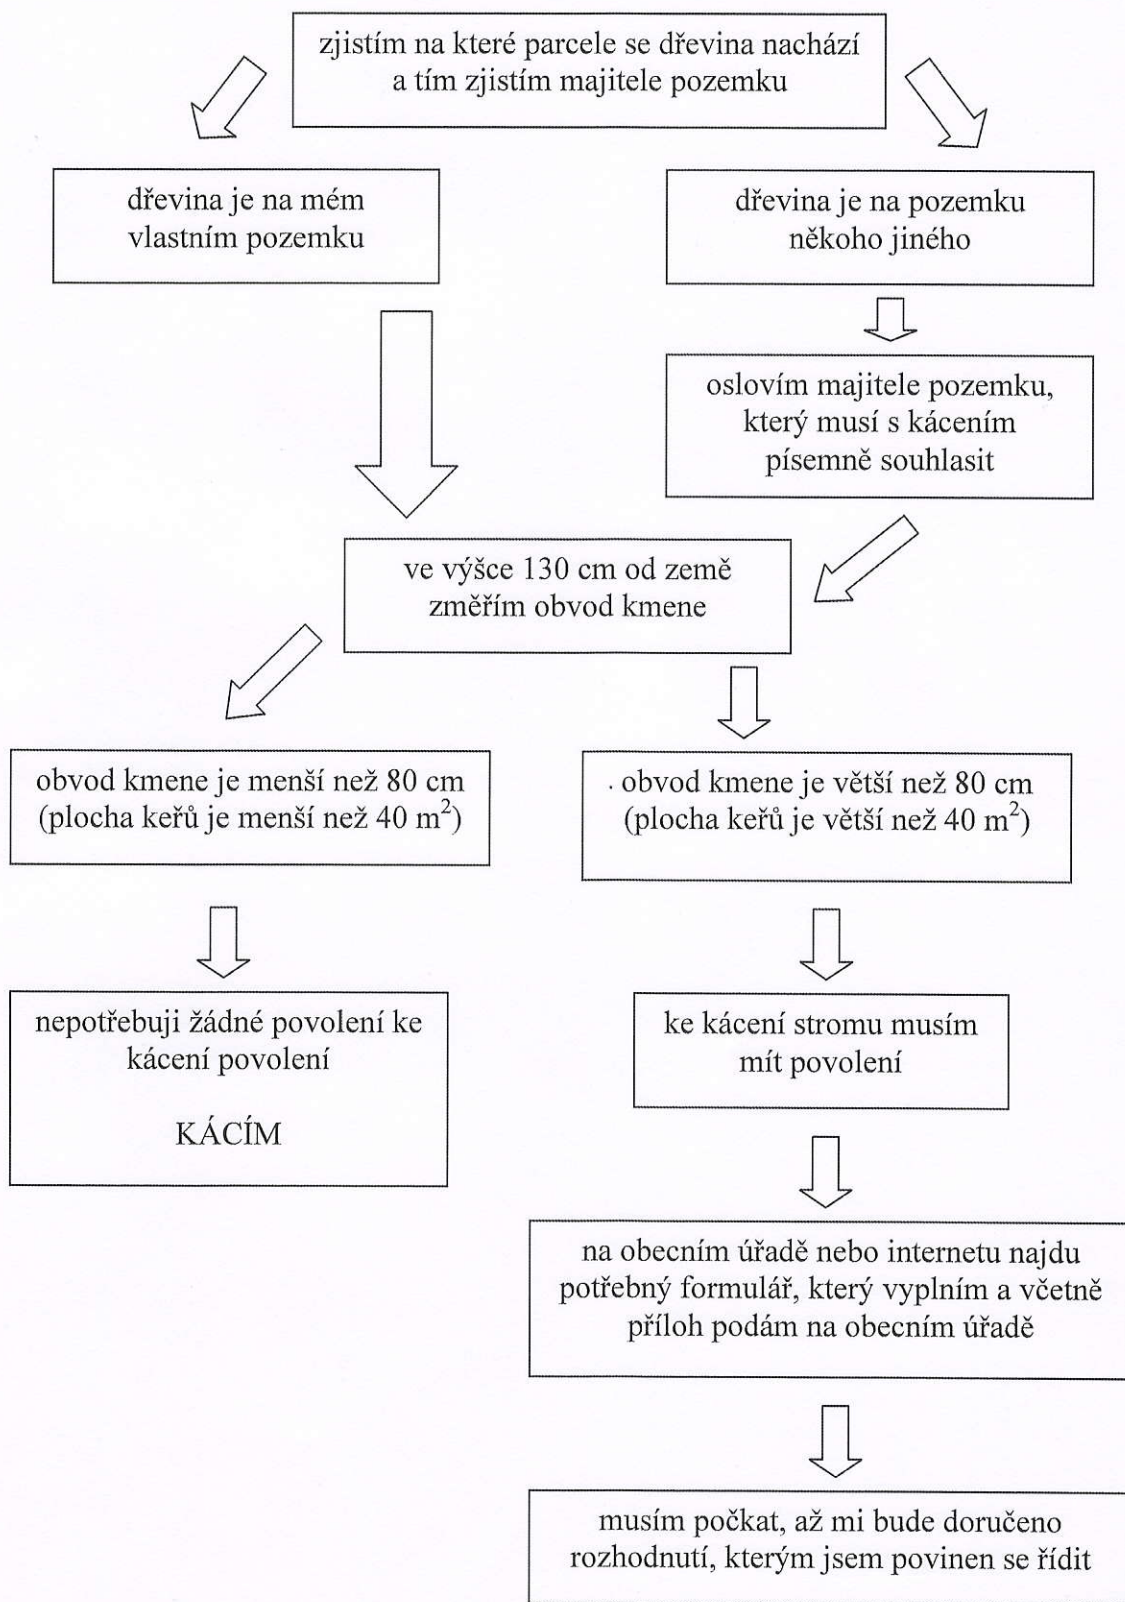 zjistím na které parcele se dřevina nachází
a tím zjistím majitele pozemku
dřevina je na mém
vlastním pozemku
dřevina je na pozemku
někoho jiného
oslovím majitele pozemku,
který musí s kácením
písemně souhlasit
ve výšce 130 cm od země
změřím obvod kmene
obvod kmene je menší než 80 cm
(plocha keřů je menší než 40 m²)
obvod kmene je větší než 80 cm
(plocha keřů je větší než 40 m²)
nepotřebuji žádné povolení ke
kácení povolení
KÁCÍM
ke kácení stromu musím
mít povolení
na obecním úřadě nebo internetu najdu
potřebný formulář, který vyplním a včetně
příloh podám na obecním úřadě
musím počkat, až mi bude doručeno
rozhodnutí, kterým jsem povinen se řídit